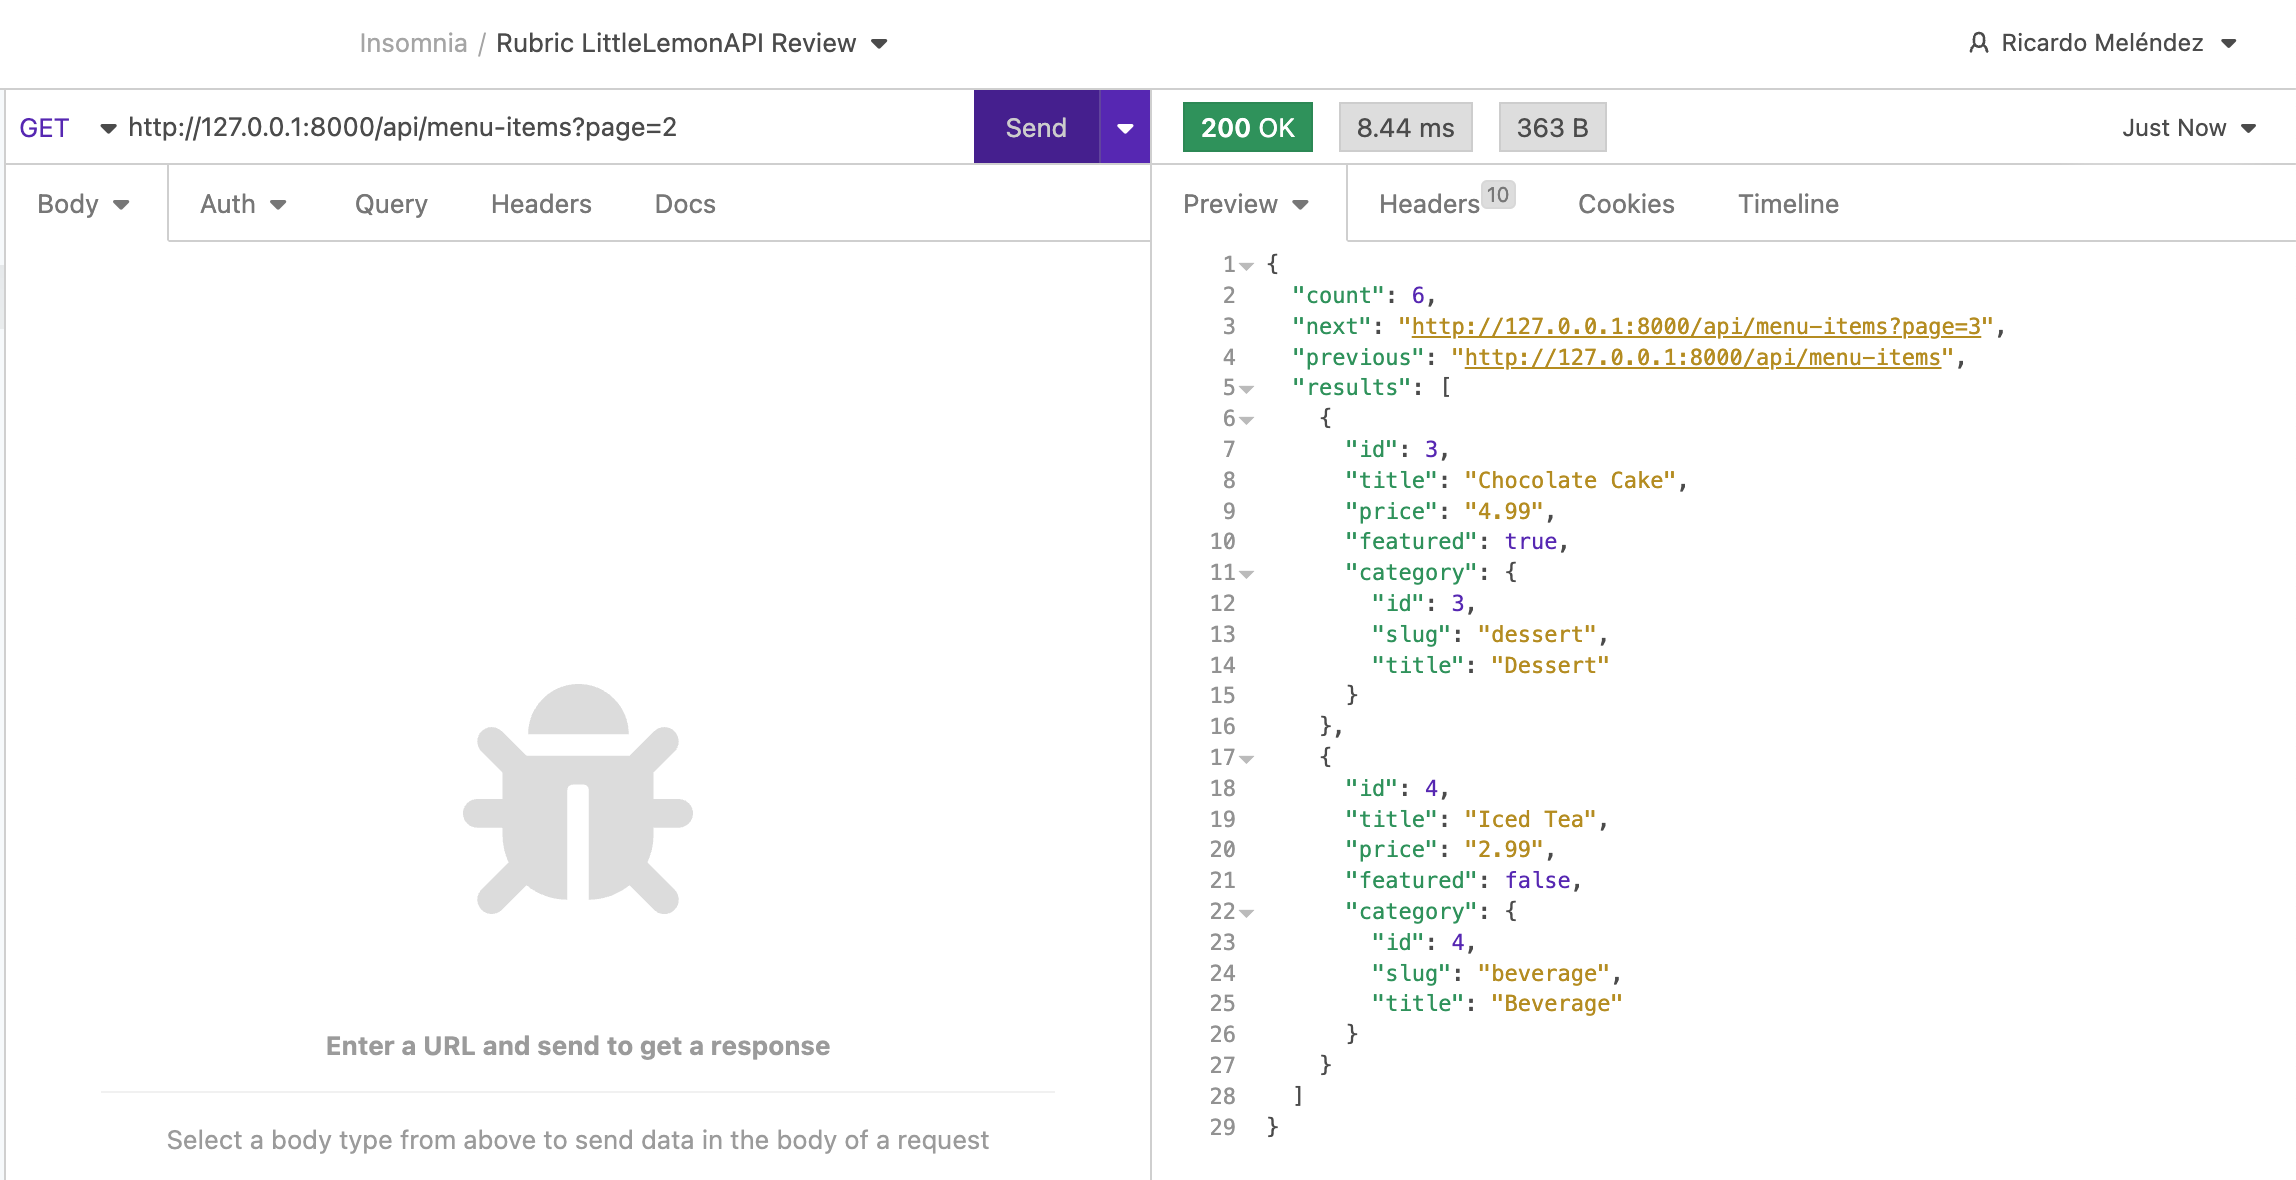 Insomnia / Rubric LittleLemonAPI Review
Ricardo Meléndez
GET http://127.0.0.1:8000/api/menu-items?page=2
Send
200 OK
8.44 ms
363 B
Just Now
Body
Auth
Query
Headers
Docs
Preview
Headers 10
Cookies
Timeline
Enter a URL and send to get a response
Select a body type from above to send data in the body of a request
1 {
2 "count": 6,
3 "next": "http://127.0.0.1:8000/api/menu-items?page=3",
4 "previous": "http://127.0.0.1:8000/api/menu-items",
5 "results": [
6 {
7 "id": 3,
8 "title": "Chocolate Cake",
9 "price": "4.99",
10 "featured": true,
11 "category": {
12 "id": 3,
13 "slug": "dessert",
14 "title": "Dessert"
15 }
16 },
17 {
18 "id": 4,
19 "title": "Iced Tea",
20 "price": "2.99",
21 "featured": false,
22 "category": {
23 "id": 4,
24 "slug": "beverage",
25 "title": "Beverage"
26 }
27 }
28 ]
29 }